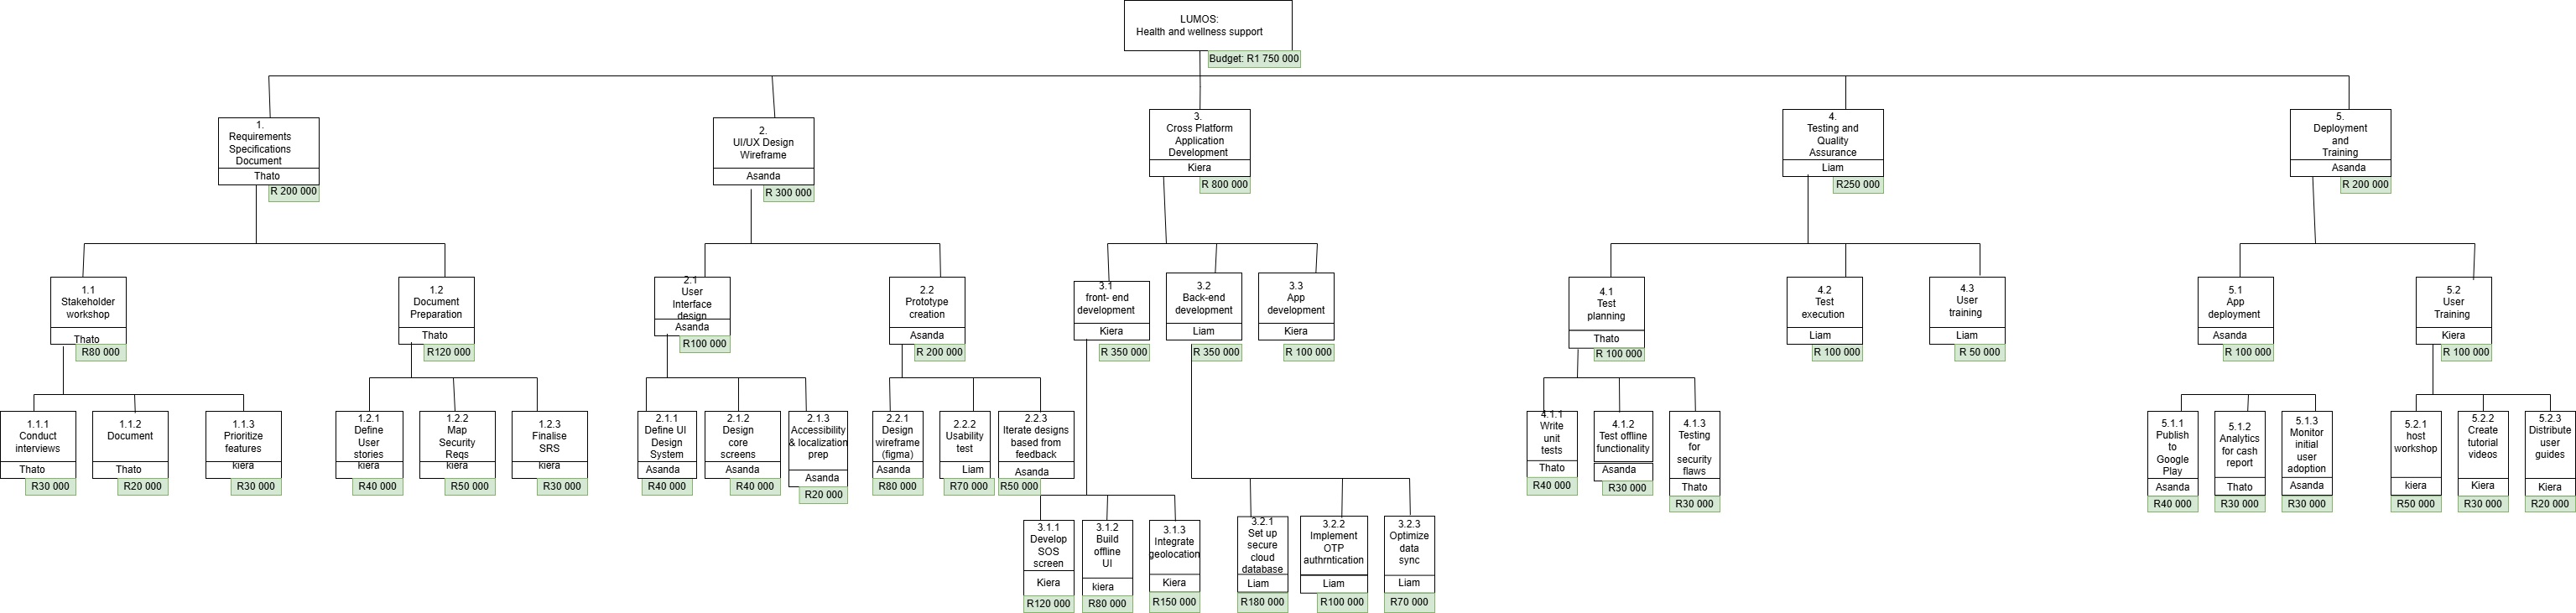 LUMOS:
Health and wellness support
Budget: R1 750 000
1.
Requirements
Specifications
Document
Thato
R 200 000
2.
UI/UX Design
Wireframe
Asanda
R 300 000
3.
Cross Platform
Application
Development
Kiera
R 800 000
4.
Testing and
Quality
Assurance
Liam
R250 000
5.
Deployment
and
Training
Asanda
R 200 000
1.1
Stakeholder
workshop
Thato
R80 000
1.2
Document
Preparation
Thato
R120 000
2.1
User
Interface
design
Asanda
R100 000
2.2
Prototype
creation
Asanda
R 200 000
3.1
front- end
development
Kiera
R 350 000
3.2
Back-end
development
Liam
R 350 000
3.3
App
development
Kiera
R 100 000
4.1
Test
planning
Thato
R 100 000
4.2
Test
execution
Liam
R 100 000
4.3
User
training
Liam
R 50 000
5.1
App
deployment
Asanda
R 100 000
5.2
User
Training
Kiera
R 100 000
1.1.1
Conduct
interviews
Thato
R30 000
1.1.2
Document
Thato
R20 000
1.1.3
Prioritize
features
kiera
R30 000
1.2.1
Define
User
stories
kiera
R40 000
1.2.2
Map
Security
Reqs
kiera
R50 000
1.2.3
Finalise
SRS
kiera
R30 000
2.1.1
Define UI
Design
System
Asanda
R40 000
2.1.2
Design
core
screens
Asanda
R40 000
2.1.3
Accessibility
& localization
prep
Asanda
R20 000
2.2.1
Design
wireframe
(figma)
Asanda
R80 000
2.2.2
Usability
test
Liam
R70 000
2.2.3
Iterate designs
based from
feedback
Asanda
R50 000
3.1.1
Develop
SOS
screen
Kiera
R120 000
3.1.2
Build
offline
UI
kiera
R80 000
3.1.3
Integrate
geolocation
Kiera
R150 000
3.2.1
Set up
secure
cloud
database
Liam
R180 000
3.2.2
Implement
OTP
authrntication
Liam
R100 000
3.2.3
Optimize
data
sync
Liam
R70 000
4.1.1
Write
unit
tests
Thato
R40 000
4.1.2
Test offline
functionality
Asanda
R30 000
4.1.3
Testing
for
security
flaws
Thato
R30 000
5.1.1
Publish
to
Google
Play
Asanda
R40 000
5.1.2
Analytics
for cash
report
Thato
R30 000
5.1.3
Monitor
initial
user
adoption
Asanda
R30 000
5.2.1
host
workshop
kiera
R50 000
5.2.2
Create
tutorial
videos
Kiera
R30 000
5.2.3
Distribute
user
guides
Kiera
R20 000